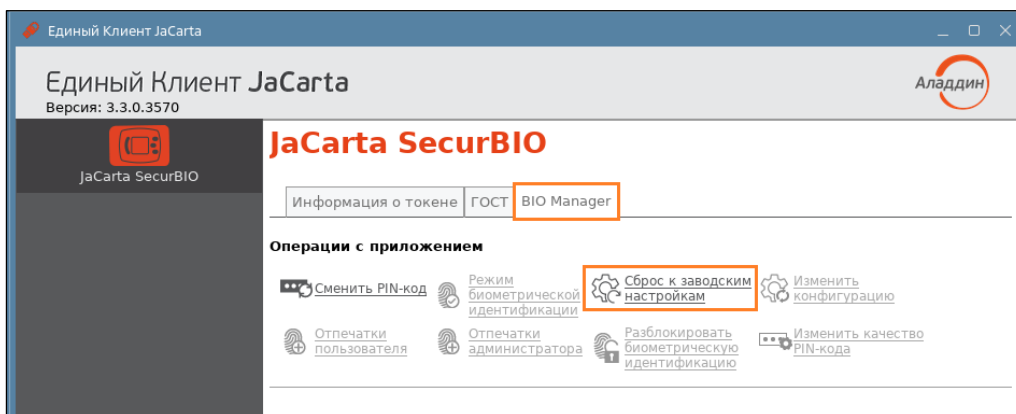 Единый Клиент JaCarta
Единый Клиент JaCarta
Версия: 3.3.0.3570
Аладдин
JaCarta SecurBIO
JaCarta SecurBIO
Информация о токене ГОСТ BIO Manager
Операции с приложением
Сменить PIN-код
Режим
биометрической
идентификации
Сброс к заводским
настройкам
Изменить
конфигурацию
Отпечатки
пользователя
Отпечатки
администратора
Разблокировать
биометрическую
идентификацию
Изменить качество
PIN-кода